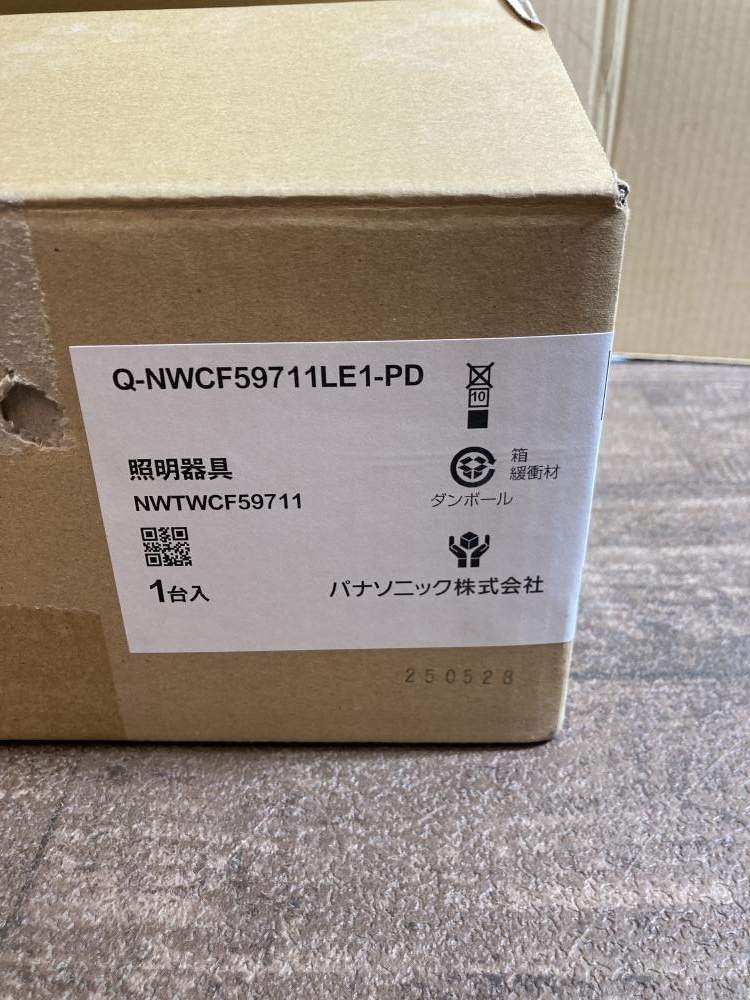 Q-NWCF59711LE1-PD
10
照明器具
NWTWCF59711
箱
緩衝材
ダンボール
1台入
パナソニック株式会社
250528